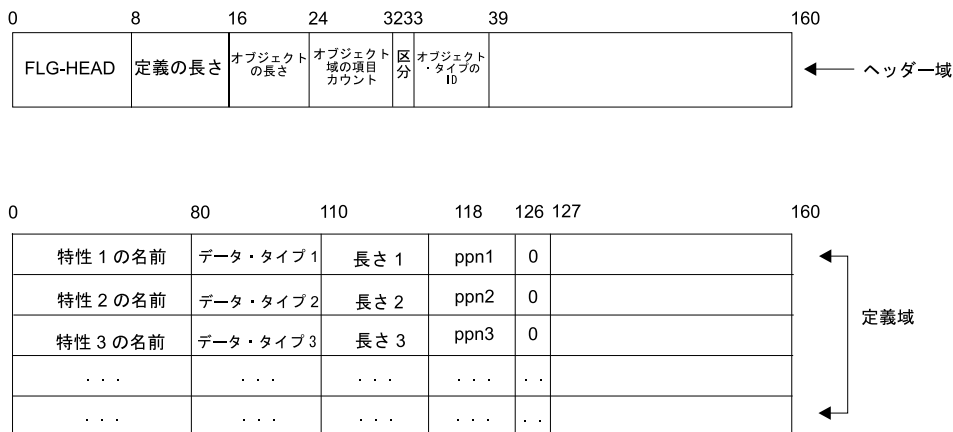 0 8 16 24 32 33 39 160
FLG-HEAD 定義の長さ オブジェクトの長さ オブジェクト域の項目カウント 区分 オブジェクト・タイプのID ヘッダー域
0 80 110 118 126 127 160
特性1の名前 データ・タイプ1 長さ1 ppn1 0
特性2の名前 データ・タイプ2 長さ2 ppn2 0
定義域
特性3の名前 データ・タイプ3 長さ3 ppn3 0
. . . . . . . . . . . . . .
. . . . . . . . . . . . . .